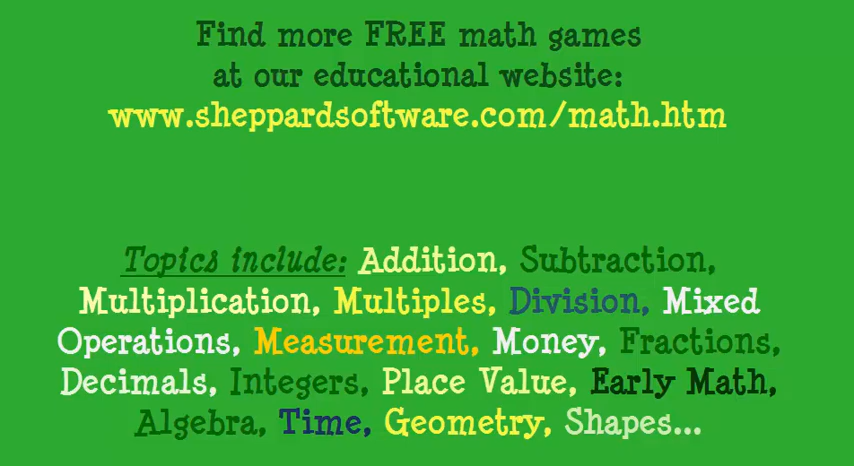 Find more FREE math games
at our educational website:
www.sheppardsoftware.com/math.htm
Topics include: Addition, Subtraction,
Multiplication, Multiples, Division, Mixed
Operations, Measurement, Money, Fractions,
Decimals, Integers, Place Value, Early Math,
Algebra, Time, Geometry, Shapes...